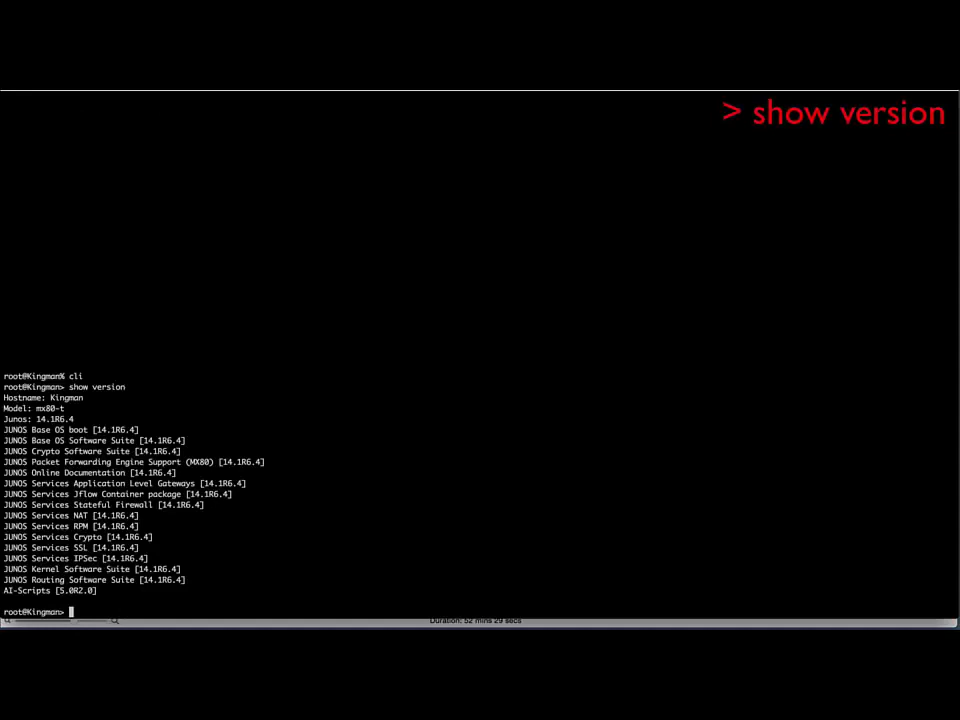 > show version
root@Kingman% cli
root@Kingman> show version
Hostname: Kingman
Model: mx80-t
Junos: 14.1R6.4
JUNOS Base OS boot [14.1R6.4]
JUNOS Base OS Software Suite [14.1R6.4]
JUNOS Crypto Software Suite [14.1R6.4]
JUNOS Packet Forwarding Engine Support (MX80) [14.1R6.4]
JUNOS Online Documentation [14.1R6.4]
JUNOS Services Application Level Gateways [14.1R6.4]
JUNOS Services Jflow Container package [14.1R6.4]
JUNOS Services Stateful Firewall [14.1R6.4]
JUNOS Services NAT [14.1R6.4]
JUNOS Services RPM [14.1R6.4]
JUNOS Services Crypto [14.1R6.4]
JUNOS Services SSL [14.1R6.4]
JUNOS Services IPSec [14.1R6.4]
JUNOS Kernel Software Suite [14.1R6.4]
JUNOS Routing Software Suite [14.1R6.4]
AI-Scripts [5.0R2.0]
root@Kingman>
Duration: 52 mins 29 secs